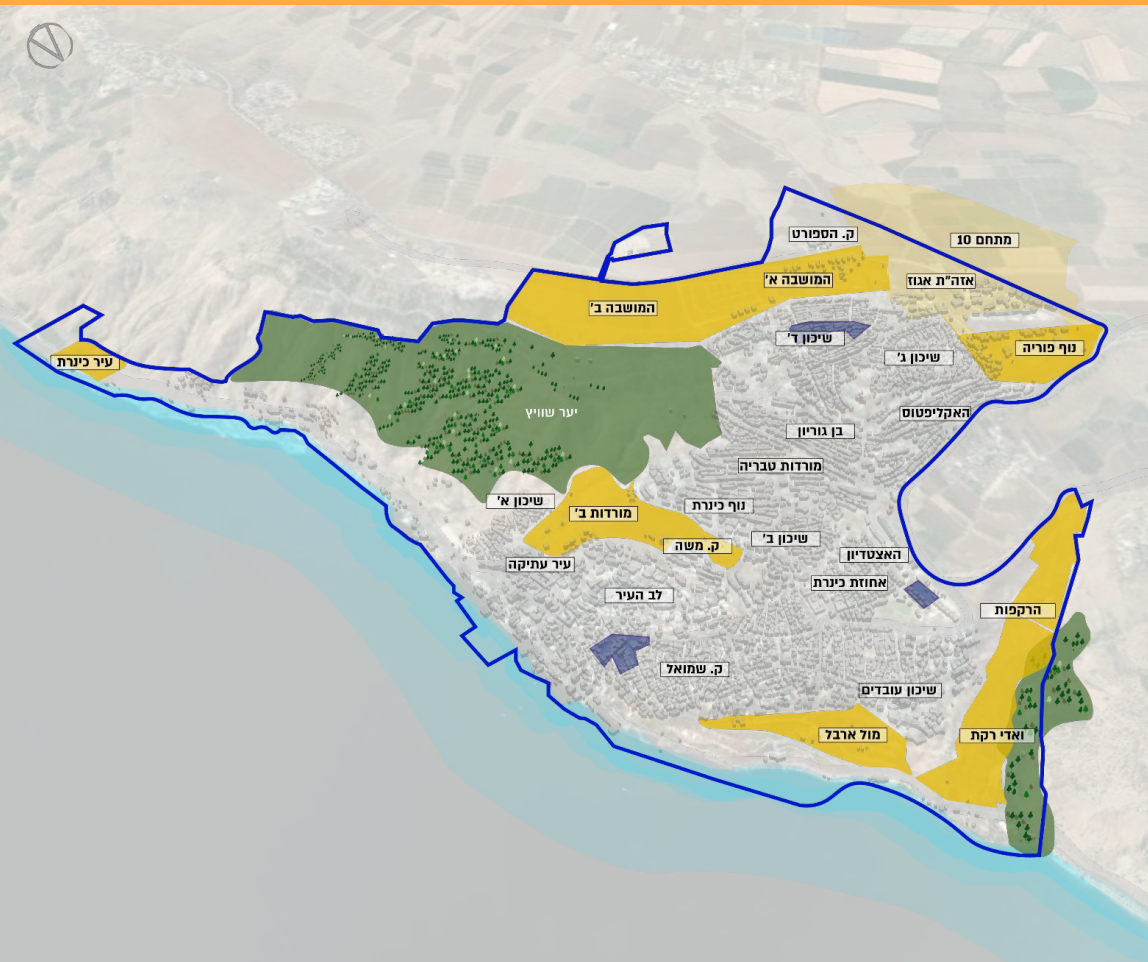 ק. הספורט
מתחם 10
המושבה א'
אזה"ת אגוז
המושבה ב'
שיכון ד'
נוף פוריה
שיכון ג'
עיר כינרת
יער שוויץ
האקליפטוס
בן גוריון
מורדות טבריה
שיכון א'
נוף כינרת
מורדות ב'
שיכון ב'
ק. משה
האצטדיון
עיר עתיקה
אחוזת כינרת
לב העיר
הרקפות
ק. שמואל
שיכון עובדים
מול ארבל
ואדי רקת